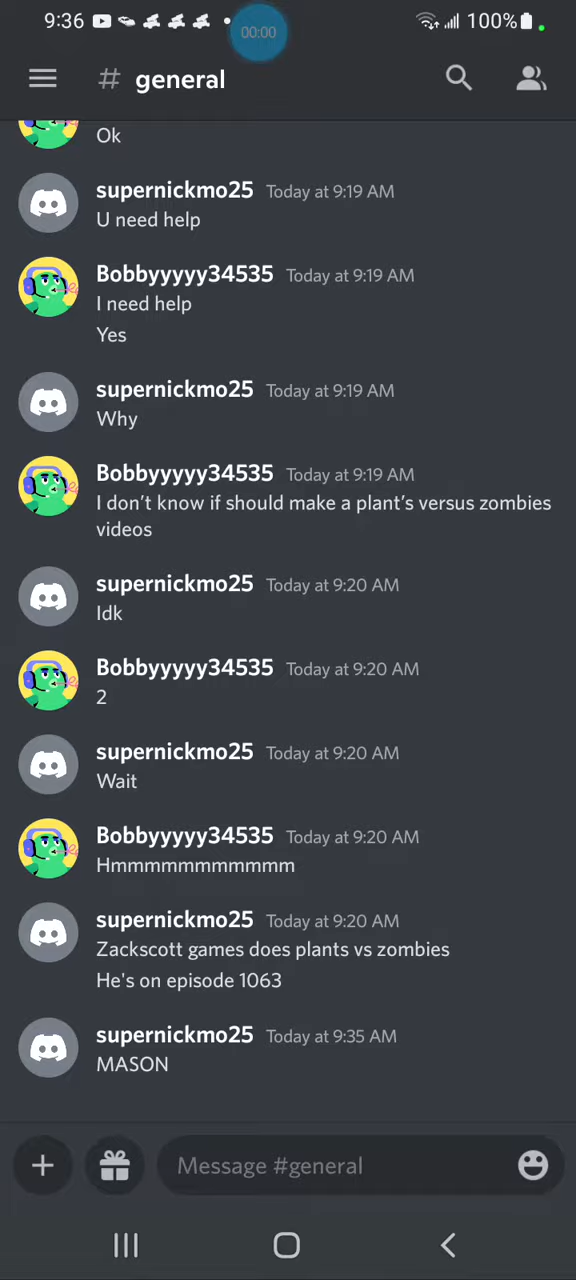 9:36 00:00 100%
# general
Ok
supernickmo25 Today at 9:19 AM
U need help
Bobbyyyyy34535 Today at 9:19 AM
I need help
Yes
supernickmo25 Today at 9:19 AM
Why
Bobbyyyyy34535 Today at 9:19 AM
I don't know if should make a plant's versus zombies
videos
supernickmo25 Today at 9:20 AM
Idk
Bobbyyyyy34535 Today at 9:20 AM
2
supernickmo25 Today at 9:20 AM
Wait
Bobbyyyyy34535 Today at 9:20 AM
Hmmmmmmmmmmm
supernickmo25 Today at 9:20 AM
Zackscott games does plants vs zombies
He's on episode 1063
supernickmo25 Today at 9:35 AM
MASON
Message #general